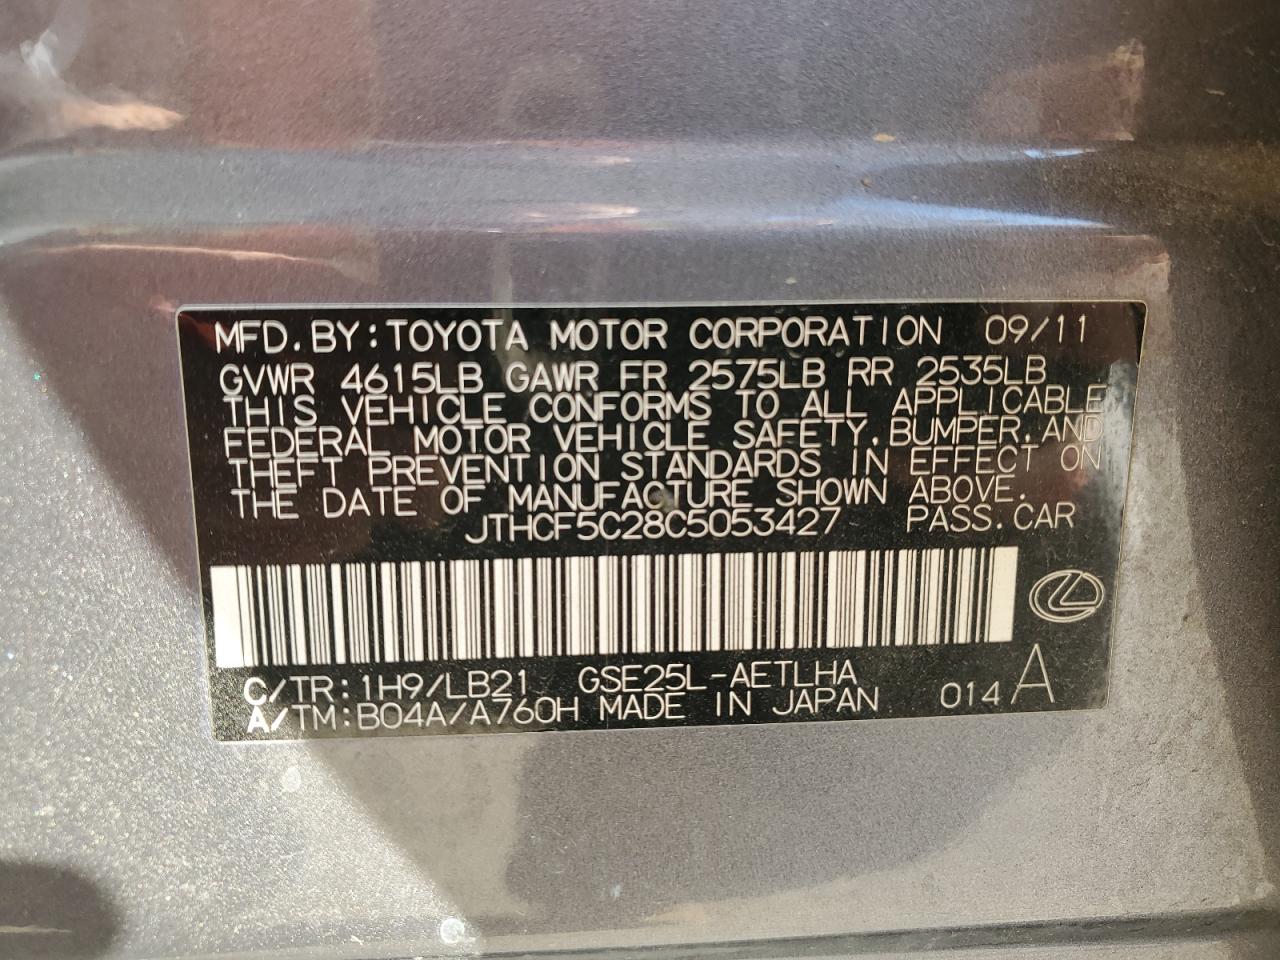 MFD. BY: TOYOTA MOTOR CORPORATION 09/11
GVWR 4615LB GAWR FR 2575LB RR 2535LB
THIS VEHICLE CONFORMS TO ALL APPLICABLE
FEDERAL MOTOR VEHICLE SAFETY, BUMPER, AND
THEFT PREVENTION STANDARDS IN EFFECT ON
THE DATE OF MANUFACTURE SHOWN ABOVE.
JTHCF5C28C5053427 PASS. CAR
C/TR: 1H9/LB21 GSE25L-AETLHA
A/TM: B04A/A760H MADE IN JAPAN 014 A